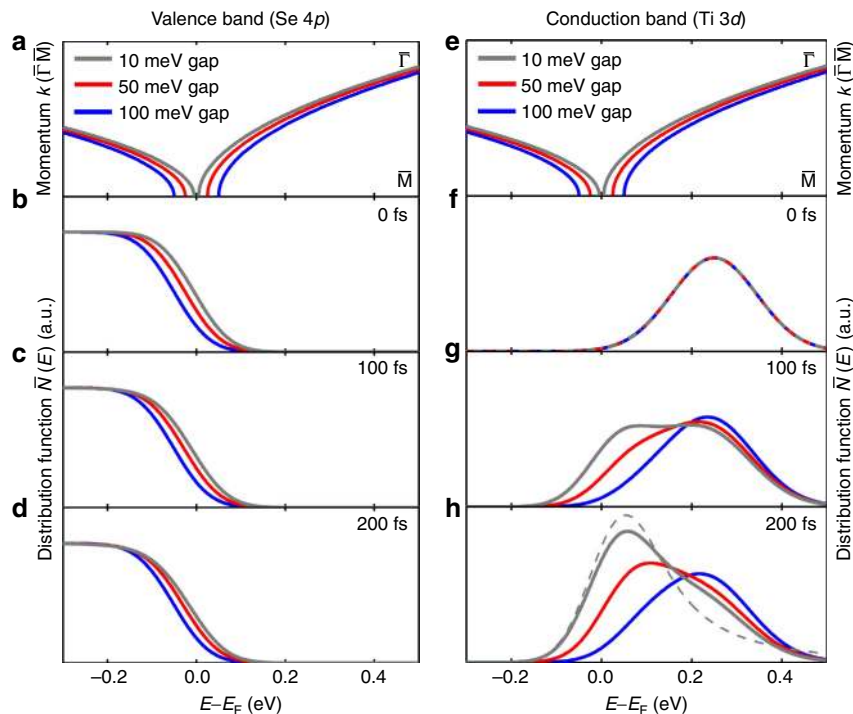 Valence band (Se 4p)
Conduction band (Ti 3d)
a
Momentum k (Γ̅ M̅)
10 meV gap
50 meV gap
100 meV gap
Γ̅
M̅
e
10 meV gap
50 meV gap
100 meV gap
Γ̅
M̅
Momentum k (Γ̅ M̅)
b
0 fs
f
0 fs
c
100 fs
g
100 fs
d
200 fs
h
200 fs
Distribution function N̅ (E) (a.u.)
Distribution function N̅ (E) (a.u.)
−0.2 0.0 0.2 0.4
−0.2 0.0 0.2 0.4
E–E_F (eV)
E–E_F (eV)